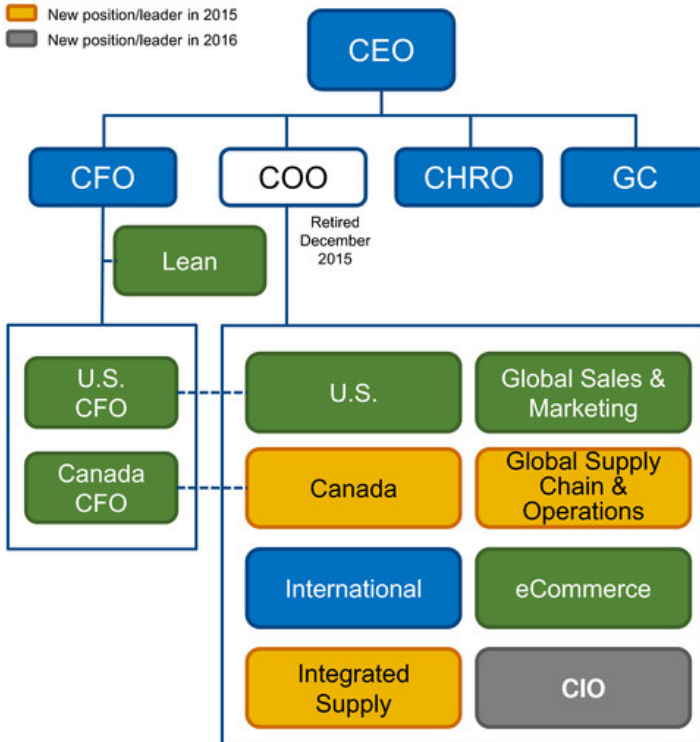 New position/leader in 2015
New position/leader in 2016
CEO
CFO
COO
CHRO
GC
Retired
December
2015
Lean
U.S.
CFO
U.S.
Global Sales &
Marketing
Canada
CFO
Canada
Global Supply
Chain &
Operations
International
eCommerce
Integrated
Supply
CIO